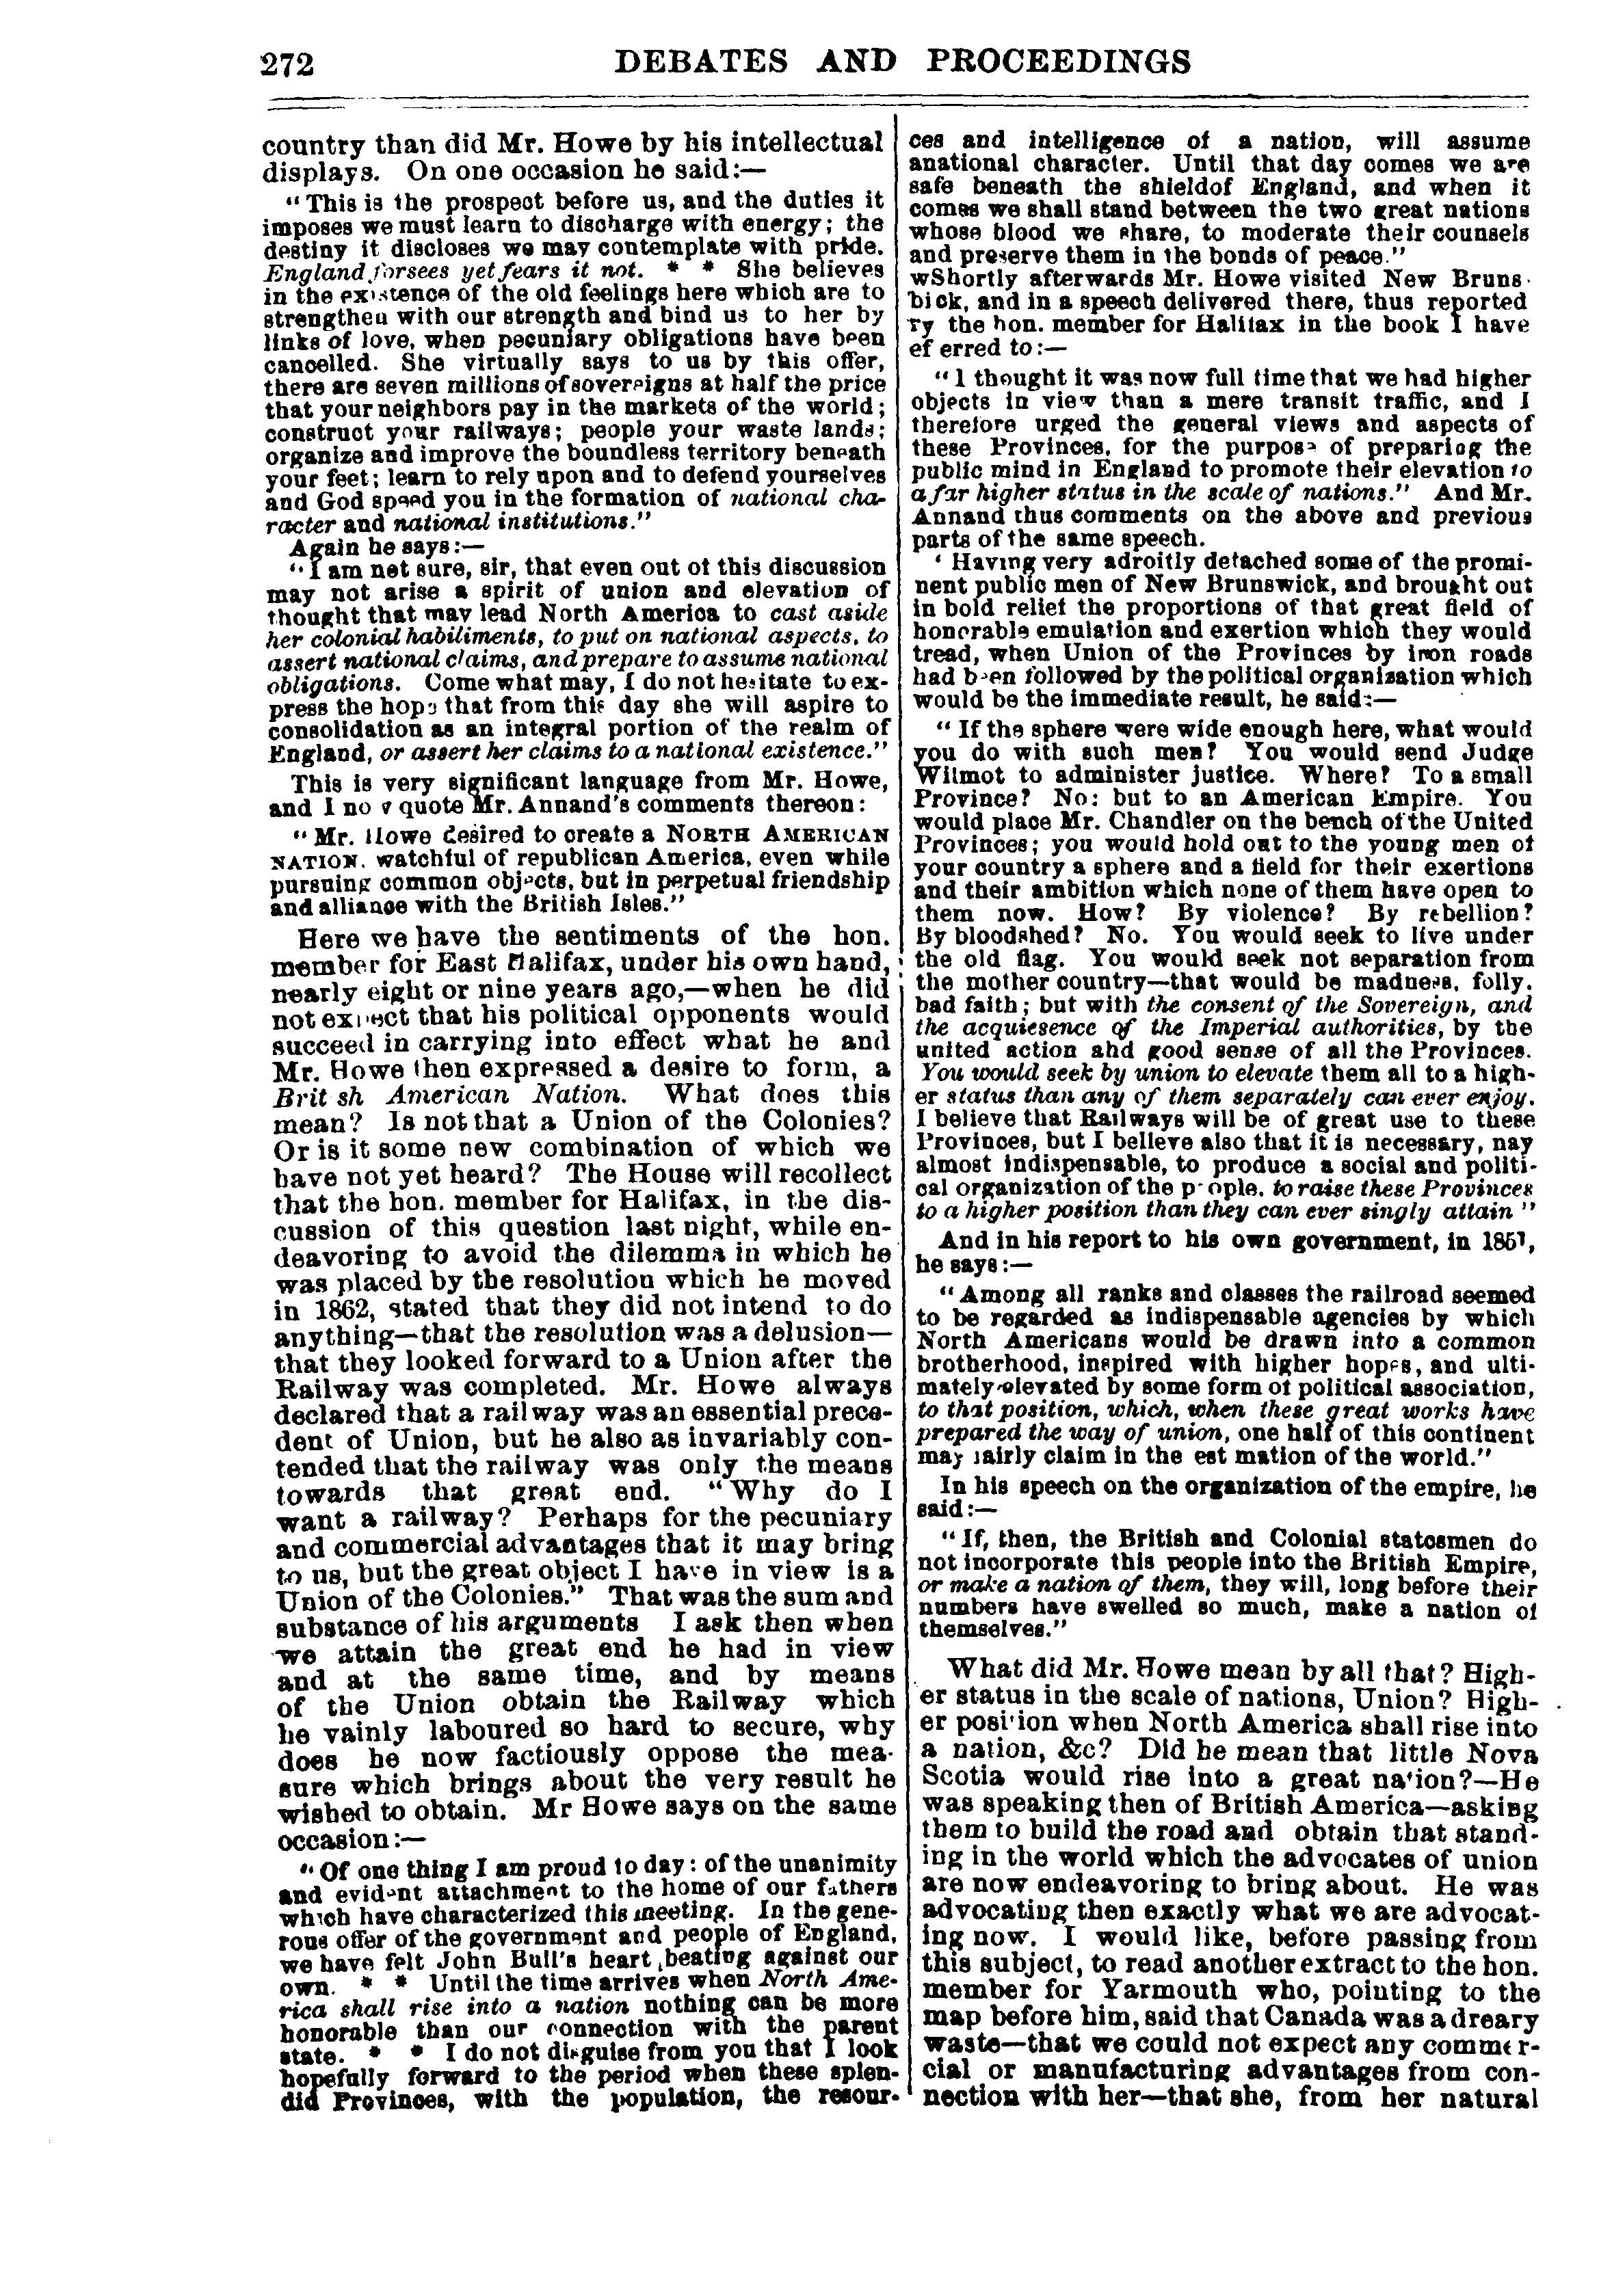 272 DEBATES AND PROCEEDINGS
country than did Mr. Howe by his intellectual
displays. On one occasion he said:—
"This is the prospect before us, and the duties it
imposes we must learn to discharge with energy; the
destiny it discloses we may contemplate with pride.
England forsees yet fears it not. * * She believes
in the existence of the old feelings here which are to
strengthen with our strength and bind us to her by
links of love, when pecuniary obligations have been
cancelled. She virtually says to us by this offer,
there are seven millions of sovereigns at half the price
that your neighbors pay in the markets of the world;
construct your railways; people your waste lands;
organize and improve the boundless territory beneath
your feet; learn to rely upon and to defend yourselves
and God speed you in the formation of national cha-
racter and national institutions."
Again he says:—
"I am not sure, sir, that even out of this discussion
may not arise a spirit of union and elevation of
thought that may lead North America to cast aside
her colonial habiliments, to put on national aspects, to
assert national claims, and prepare to assume national
obligations. Come what may, I do not hesitate to ex-
press the hope that from this day she will aspire to
consolidation as an integral portion of the realm of
England, or assert her claims to a national existence."
This is very significant language from Mr. Howe,
and I now quote Mr. Annand's comments thereon:
"Mr. Howe desired to create a NORTH AMERICAN
NATION, watchful of republican America, even while
pursuing common objects, but in perpetual friendship
and alliance with the British Isles."
Here we have the sentiments of the hon.
member for East Halifax, under his own hand,
nearly eight or nine years ago,—when he did
not expect that his political opponents would
succeed in carrying into effect what he and
Mr. Howe then expressed a desire to form, a
Brit sh American Nation. What does this
mean? Is not that a Union of the Colonies?
Or is it some new combination of which we
have not yet heard? The House will recollect
that the hon. member for Halifax, in the dis-
cussion of this question last night, while en-
deavoring to avoid the dilemma in which he
was placed by the resolution which he moved
in 1862, stated that they did not intend to do
anything—that the resolution was a delusion—
that they looked forward to a Union after the
Railway was completed. Mr. Howe always
declared that a railway was an essential prece-
dent of Union, but he also as invariably con-
tended that the railway was only the means
towards that great end. "Why do I
want a railway? Perhaps for the pecuniary
and commercial advantages that it may bring
to us, but the great object I have in view is a
Union of the Colonies." That was the sum and
substance of his arguments I ask then when
we attain the great end he had in view
and at the same time, and by means
of the Union obtain the Railway which
he vainly laboured so hard to secure, why
does he now factiously oppose the mea-
sure which brings about the very result he
wished to obtain. Mr Howe says on the same
occasion:—
"Of one thing I am proud to day: of the unanimity
and evident attachment to the home of our fathers
which have characterized this meeting. In the gene-
rous offer of the government and people of England,
we have felt John Bull's heart beating against our
own. * * Until the time arrives when North Ame-
rica shall rise into a nation nothing can be more
honorable than our connection with the parent
state. * * I do not disguise from you that I look
hopefully forward to the period when these splen-
did Provinces, with the population, the resour-
ces and intelligence of a nation, will assume
anational character. Until that day comes we are
safe beneath the shieldof England, and when it
comes we shall stand between the two great nations
whose blood we share, to moderate their counsels
and preserve them in the bonds of peace."
wShortly afterwards Mr. Howe visited New Bruns-
bick, and in a speech delivered there, thus reported
ry the hon. member for Halifax in the book I have
ef erred to:—
"I thought it was now full time that we had higher
objects in view than a mere transit traffic, and I
therefore urged the general views and aspects of
these Provinces, for the purpose of preparing the
public mind in England to promote their elevation to
a far higher status in the scale of nations." And Mr.
Annand thus comments on the above and previous
parts of the same speech.
' Having very adroitly detached some of the promi-
nent public men of New Brunswick, and brought out
in bold relief the proportions of that great field of
honorable emulation and exertion which they would
tread, when Union of the Provinces by iron roads
had been followed by the political organisation which
would be the immediate result, he said:—
"If the sphere were wide enough here, what would
you do with such men? You would send Judge
Wilmot to administer justice. Where? To a small
Province? No: but to an American Empire. You
would place Mr. Chandler on the bench of the United
Provinces; you would hold out to the young men of
your country a sphere and a field for their exertions
and their ambition which none of them have open to
them now. How? By violence? By rebellion?
By bloodshed? No. You would seek to live under
the old flag. You would seek not separation from
the mother country—that would be madness, folly,
bad faith; but with the consent of the Sovereign, and
the acquiesence of the Imperial authorities, by the
united action ahd good sense of all the Provinces.
You would seek by union to elevate them all to a high-
er status than any of them separately can ever enjoy.
I believe that Railways will be of great use to these
Provinces, but I believe also that it is necessary, nay
almost indispensable, to produce a social and politi-
cal organization of the people, to raise these Provinces
to a higher position than they can ever singly attain "
And in his report to his own government, in 1851,
he says:—
"Among all ranks and classes the railroad seemed
to be regarded as indispensable agencies by which
North Americans would be drawn into a common
brotherhood, inspired with higher hopes, and ulti-
mately elevated by some form of political association,
to that position, which, when these great works have
prepared the way of union, one half of this continent
may fairly claim in the est mation of the world."
In his speech on the organization of the empire, he
said:—
"If, then, the British and Colonial statesmen do
not incorporate this people into the British Empire,
or make a nation of them, they will, long before their
numbers have swelled so much, make a nation of
themselves."
What did Mr. Howe mean by all that? High-
er status in the scale of nations, Union? High-
er position when North America shall rise into
a nation, &c? Did he mean that little Nova
Scotia would rise into a great nation?—He
was speaking then of British America—asking
them to build the road and obtain that stand-
ing in the world which the advocates of union
are now endeavoring to bring about. He was
advocating then exactly what we are advocat-
ing now. I would like, before passing from
this subject, to read another extract to the hon.
member for Yarmouth who, pointing to the
map before him, said that Canada was a dreary
waste—that we could not expect any commer-
cial or manufacturing advantages from con-
nection with her—that she, from her natural